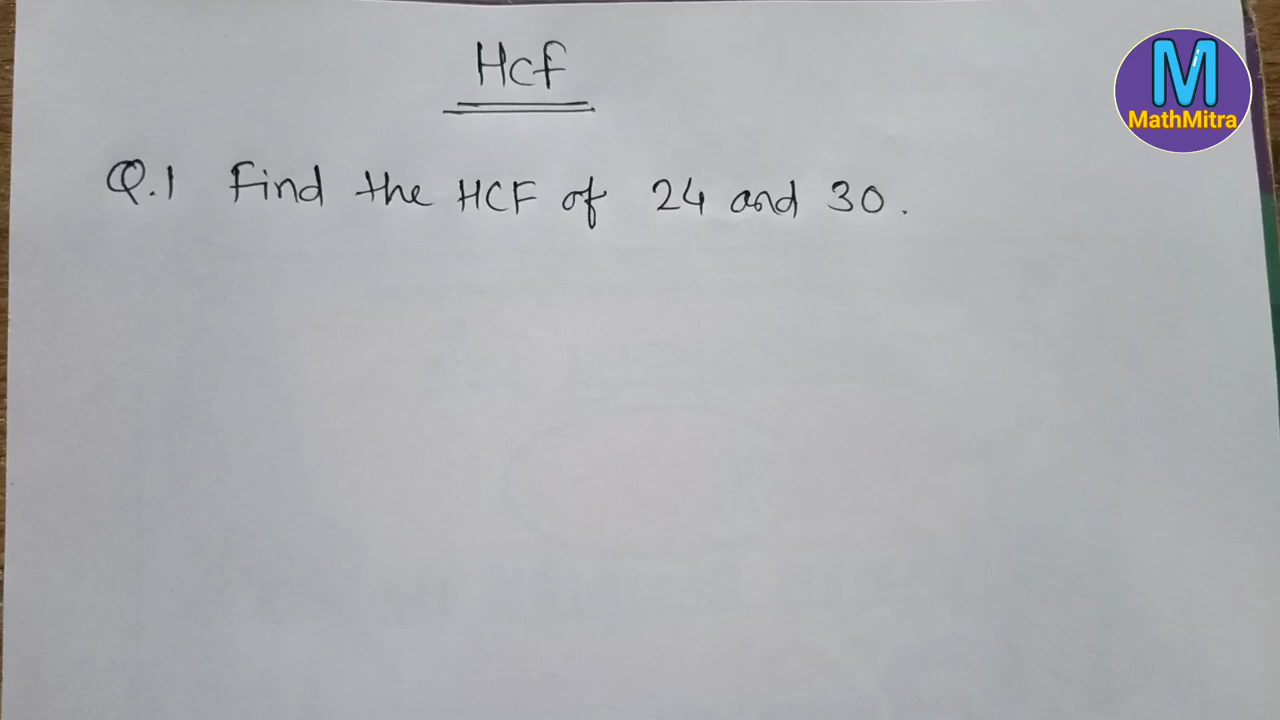 Hcf
M
MathMitra
Q.1 Find the HCF of 24 and 30.